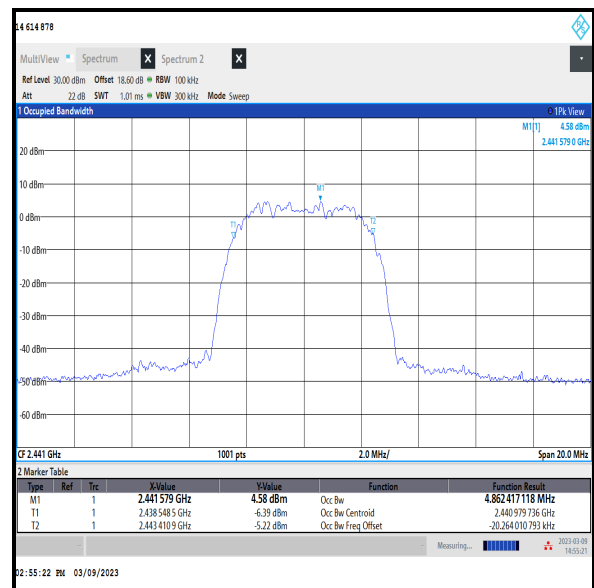 14 614 878
R S
MultiView Spectrum X Spectrum 2 X
Ref Level 30.00 dBm Offset 18.60 dB RBW 100 kHz
Att 22 dB SWT 1.01 ms VBW 300 kHz Mode Sweep
1 Occupied Bandwidth 1Pk View
M1[1] 4.58 dBm
2.441 579 0 GHz
20 dBm
10 dBm
M1
0 dBm
T1 T2
-10 dBm
-20 dBm
-30 dBm
-40 dBm
-50 dBm
-60 dBm
CF 2.441 GHz 1001 pts 2.0 MHz/ Span 20.0 MHz
2 Marker Table
Type Ref Trc X-Value Y-Value Function Function Result
M1 1 2.441 579 GHz 4.58 dBm Occ Bw 4.862 417 118 MHz
T1 1 2.438 548 5 GHz -6.39 dBm Occ Bw Centroid 2.440 979 736 GHz
T2 1 2.443 410 9 GHz -5.22 dBm Occ Bw Freq Offset -20.264 010 793 kHz
Measuring... 2023-03-09
14:55:21
02:55:22 PM 03/09/2023